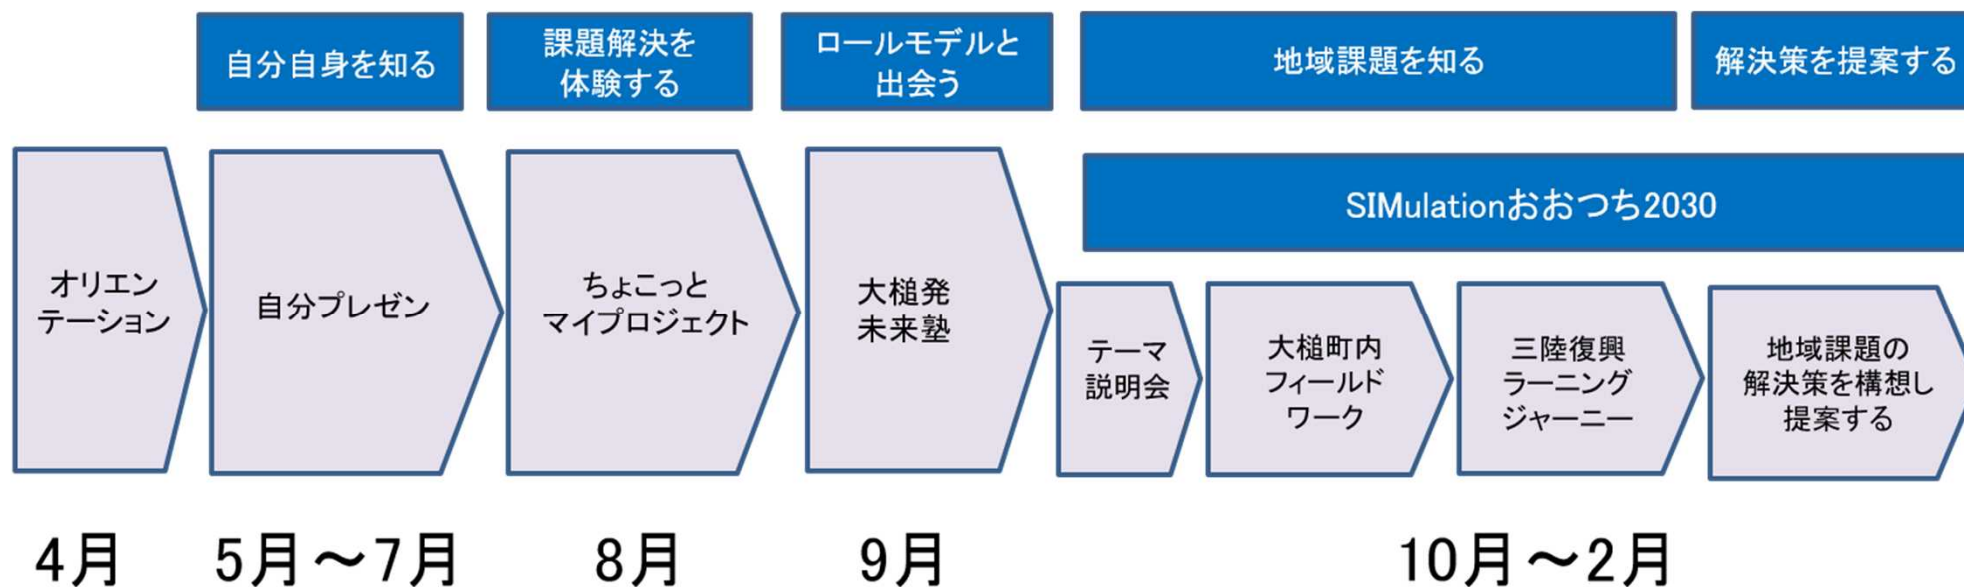 自分自身を知る
課題解決を
体験する
ロールモデルと
出会う
地域課題を知る
解決策を提案する
SIMulationおおつち2030
オリエン
テーション
自分プレゼン
ちょこっと
マイプロジェクト
大槌発
未来塾
テーマ
説明会
大槌町内
フィールド
ワーク
三陸復興
ラーニング
ジャーニー
地域課題の
解決策を構想し
提案する
4月
5月～7月
8月
9月
10月～2月